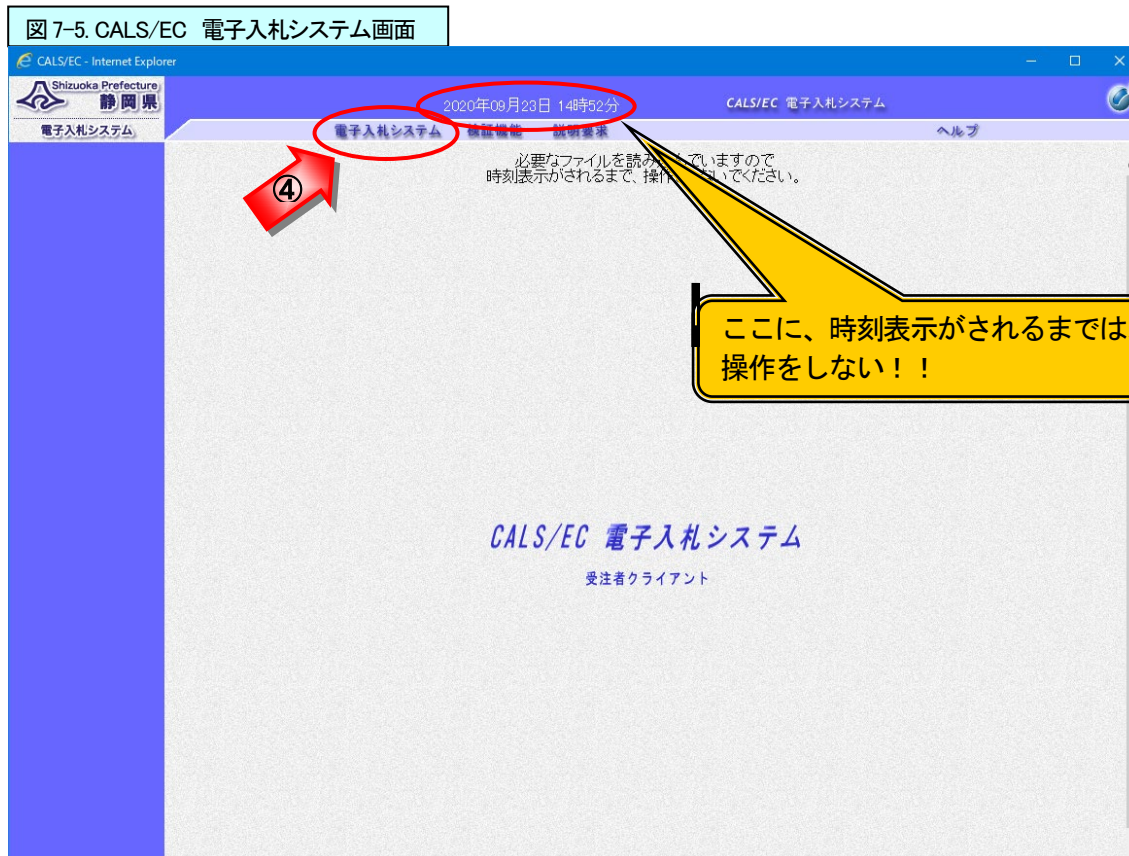 図 7-5. CALS/EC 電子入札システム画面
CALS/EC - Internet Explorer
Shizuoka Prefecture
静岡県
2020年09月23日 14時52分
CALS/EC 電子入札システム
電子入札システム
電子入札システム 検証機能 説明要求 ヘルプ
必要なファイルを読み でいますので
時刻表示がされるまで、操作 ないでください。
④
ここに、時刻表示がされるまでは
操作をしない！！
CALS/EC 電子入札システム
受注者クライアント